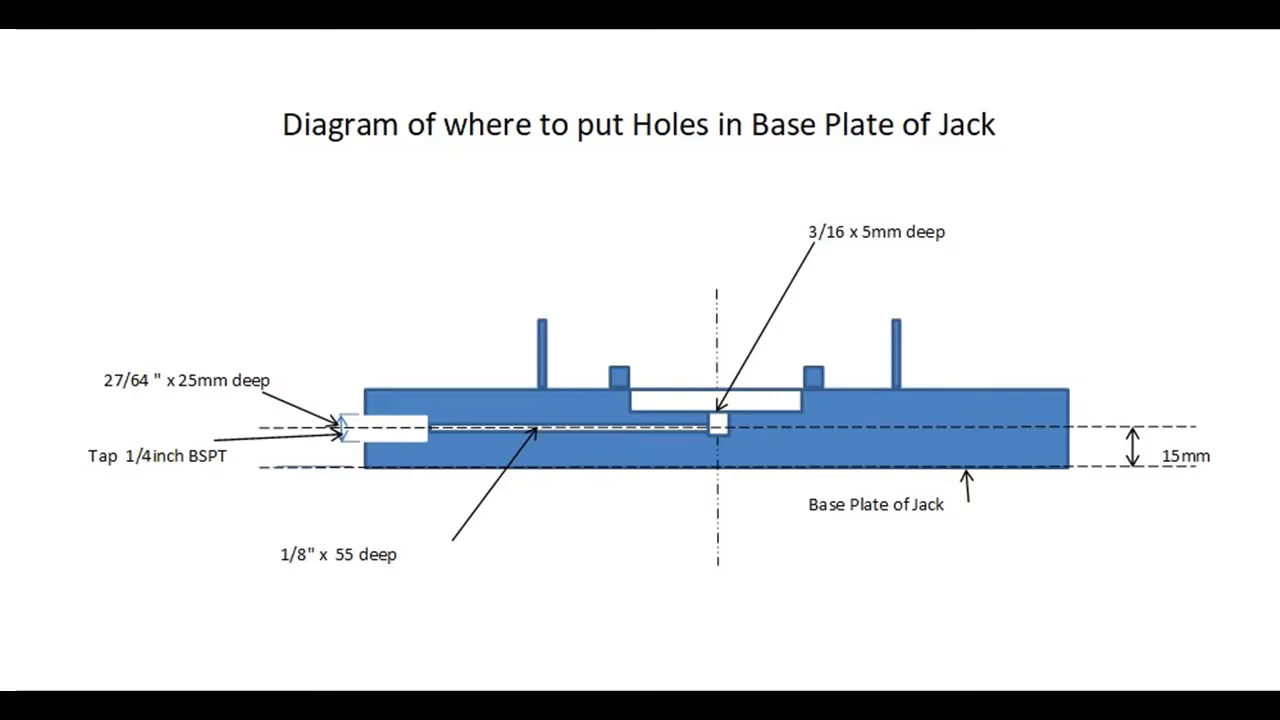 Diagram of where to put Holes in Base Plate of Jack
3/16 x 5mm deep
27/64 " x 25mm deep
Tap 1/4inch BSPT
15mm
Base Plate of Jack
1/8" x 55 deep